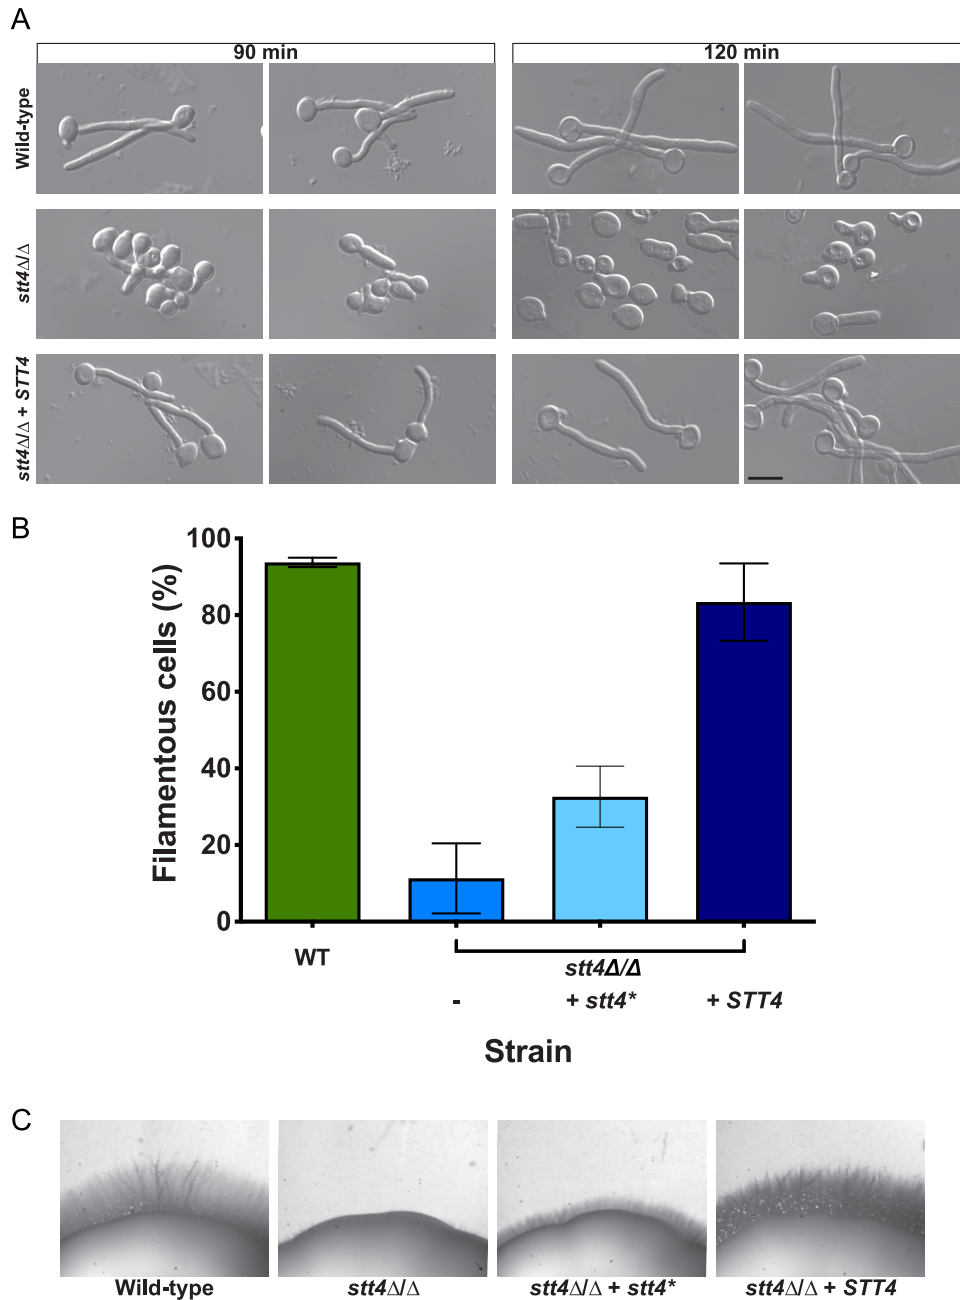 A
90 min
120 min
Wild-type
stt4Δ/Δ
stt4Δ/Δ + STT4
B
Filamentous cells (%)
100
80
60
40
20
0
WT
stt4Δ/Δ
-
+ stt4*
+ STT4
Strain
C
Wild-type
stt4Δ/Δ
stt4Δ/Δ + stt4*
stt4Δ/Δ + STT4